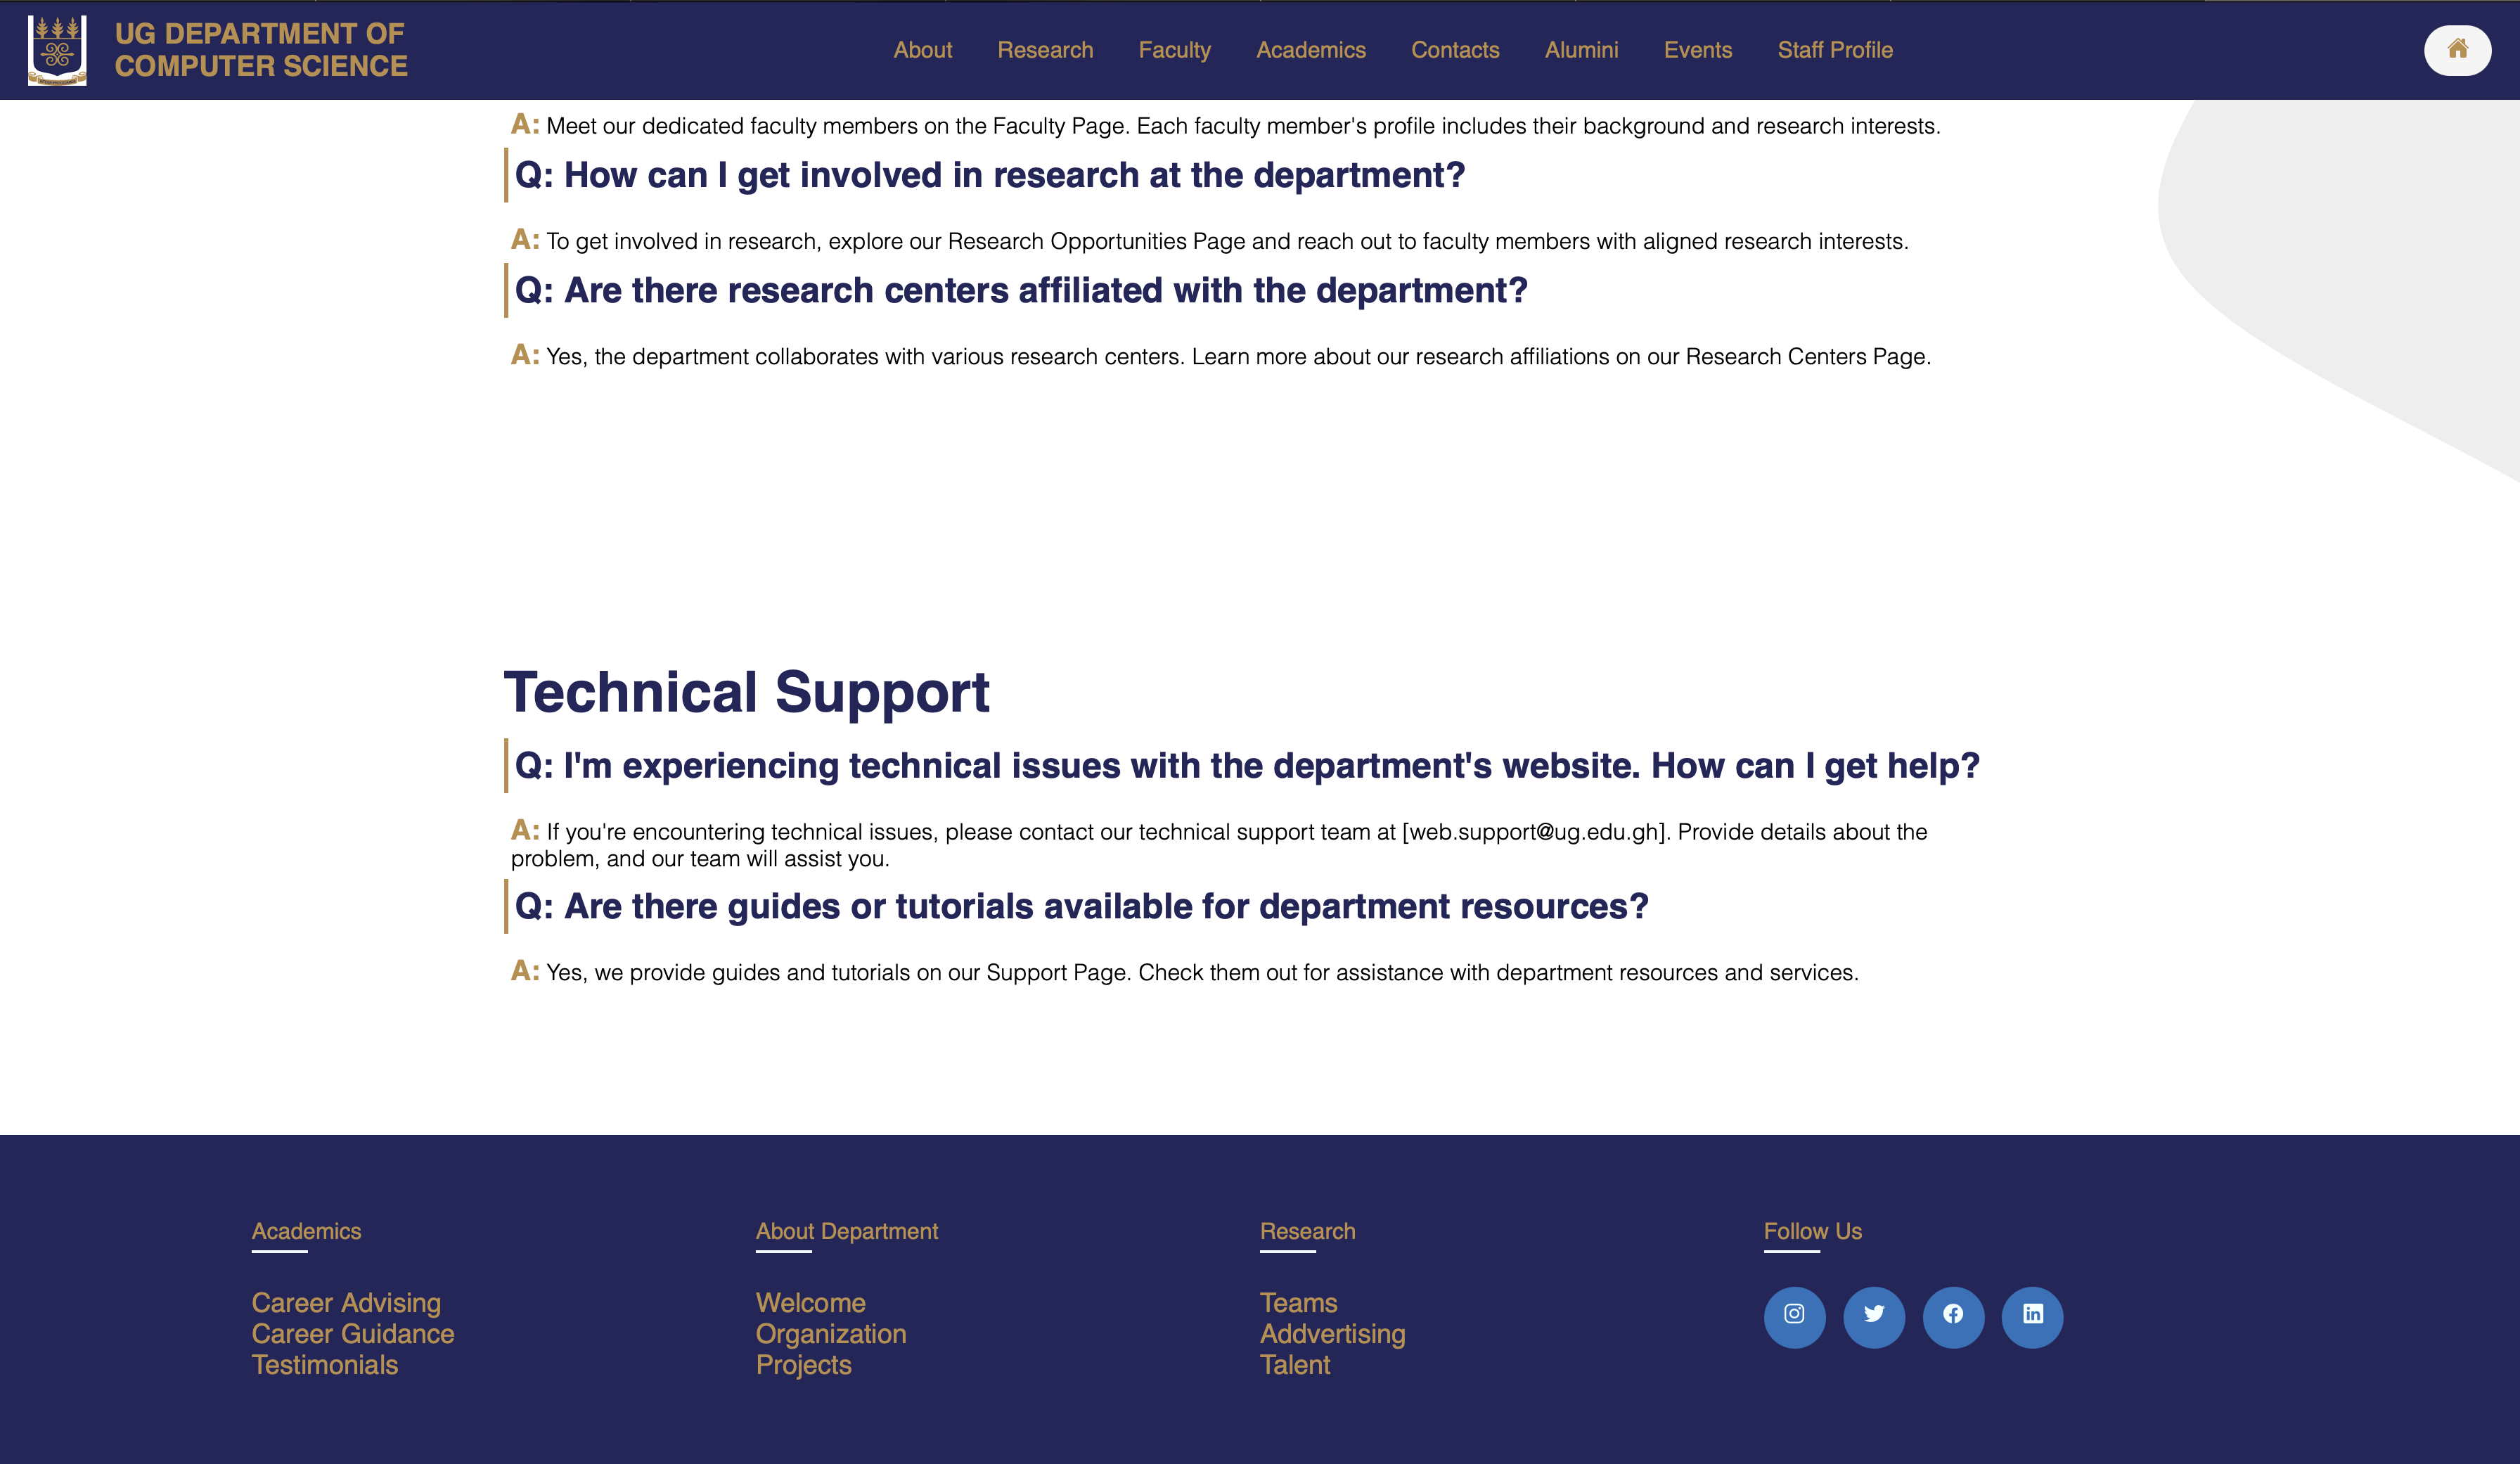 UG DEPARTMENT OF
COMPUTER SCIENCE
About Research Faculty Academics Contacts Alumini Events Staff Profile
A: Meet our dedicated faculty members on the Faculty Page. Each faculty member's profile includes their background and research interests.
Q: How can I get involved in research at the department?
A: To get involved in research, explore our Research Opportunities Page and reach out to faculty members with aligned research interests.
Q: Are there research centers affiliated with the department?
A: Yes, the department collaborates with various research centers. Learn more about our research affiliations on our Research Centers Page.
Technical Support
Q: I'm experiencing technical issues with the department's website. How can I get help?
A: If you're encountering technical issues, please contact our technical support team at [web.support@ug.edu.gh]. Provide details about the
problem, and our team will assist you.
Q: Are there guides or tutorials available for department resources?
A: Yes, we provide guides and tutorials on our Support Page. Check them out for assistance with department resources and services.
Academics
Career Advising
Career Guidance
Testimonials
About Department
Welcome
Organization
Projects
Research
Teams
Addvertising
Talent
Follow Us